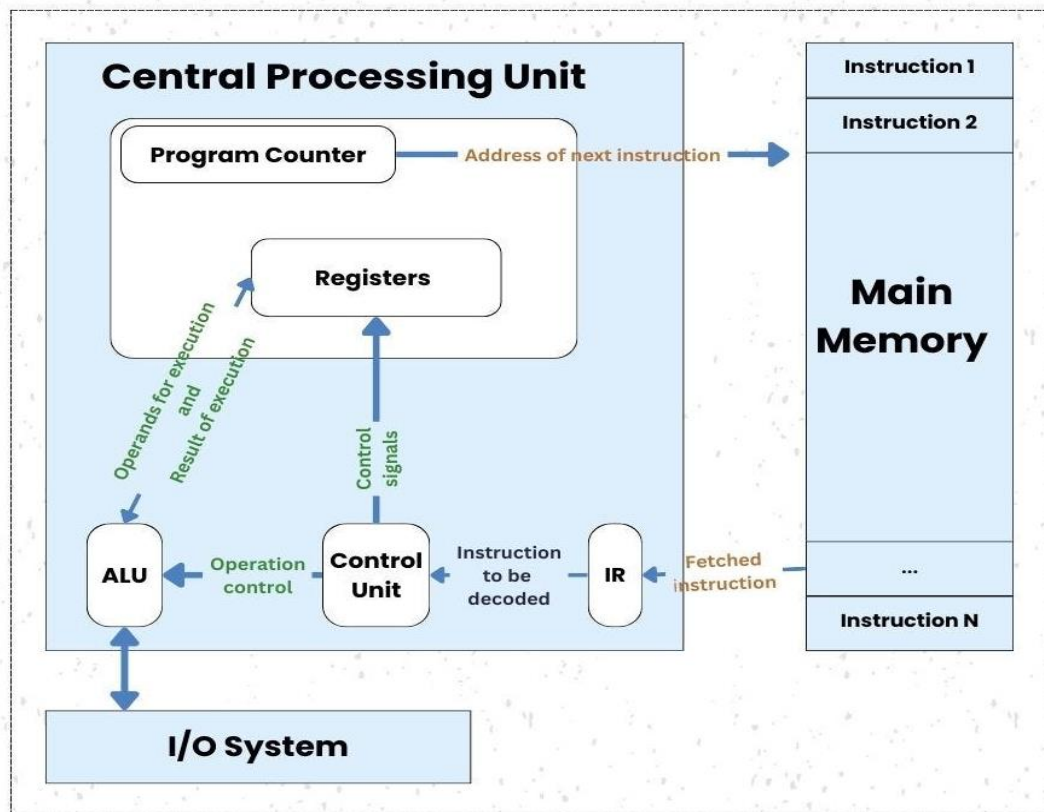 Central Processing Unit
Program Counter
Address of next instruction
Instruction 1
Instruction 2
Registers
Main
Memory
Operands for execution
and
Result of execution
Control
signals
ALU
Operation
control
Control
Unit
Instruction
to be
decoded
IR
Fetched
instruction
...
Instruction N
I/O System